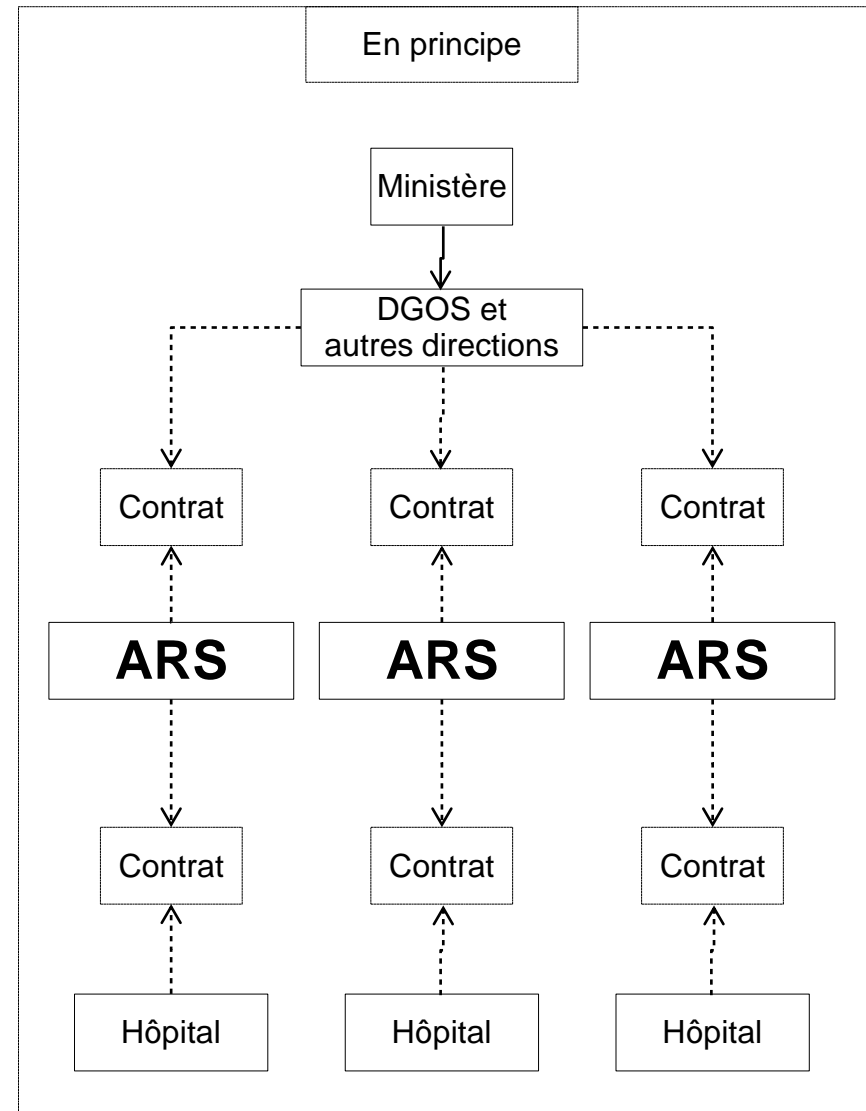 En principe
Ministère
DGOS et
autres directions
Contrat Contrat Contrat
ARS ARS ARS
Contrat Contrat Contrat
Hôpital Hôpital Hôpital